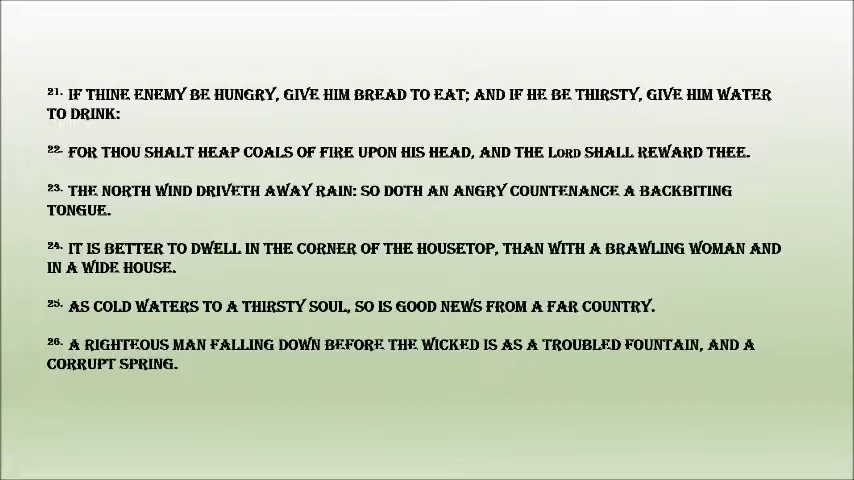 21. IF THINE ENEMY BE HUNGRY, GIVE HIM BREAD TO EAT; AND IF HE BE THIRSTY, GIVE HIM WATER
TO DRINK:
22. FOR THOU SHALT HEAP COALS OF FIRE UPON HIS HEAD, AND THE LORD SHALL REWARD THEE.
23. THE NORTH WIND DRIVETH AWAY RAIN: SO DOTH AN ANGRY COUNTENANCE A BACKBITING
TONGUE.
24. IT IS BETTER TO DWELL IN THE CORNER OF THE HOUSETOP, THAN WITH A BRAWLING WOMAN AND
IN A WIDE HOUSE.
25. AS COLD WATERS TO A THIRSTY SOUL, SO IS GOOD NEWS FROM A FAR COUNTRY.
26. A RIGHTEOUS MAN FALLING DOWN BEFORE THE WICKED IS AS A TROUBLED FOUNTAIN, AND A
CORRUPT SPRING.